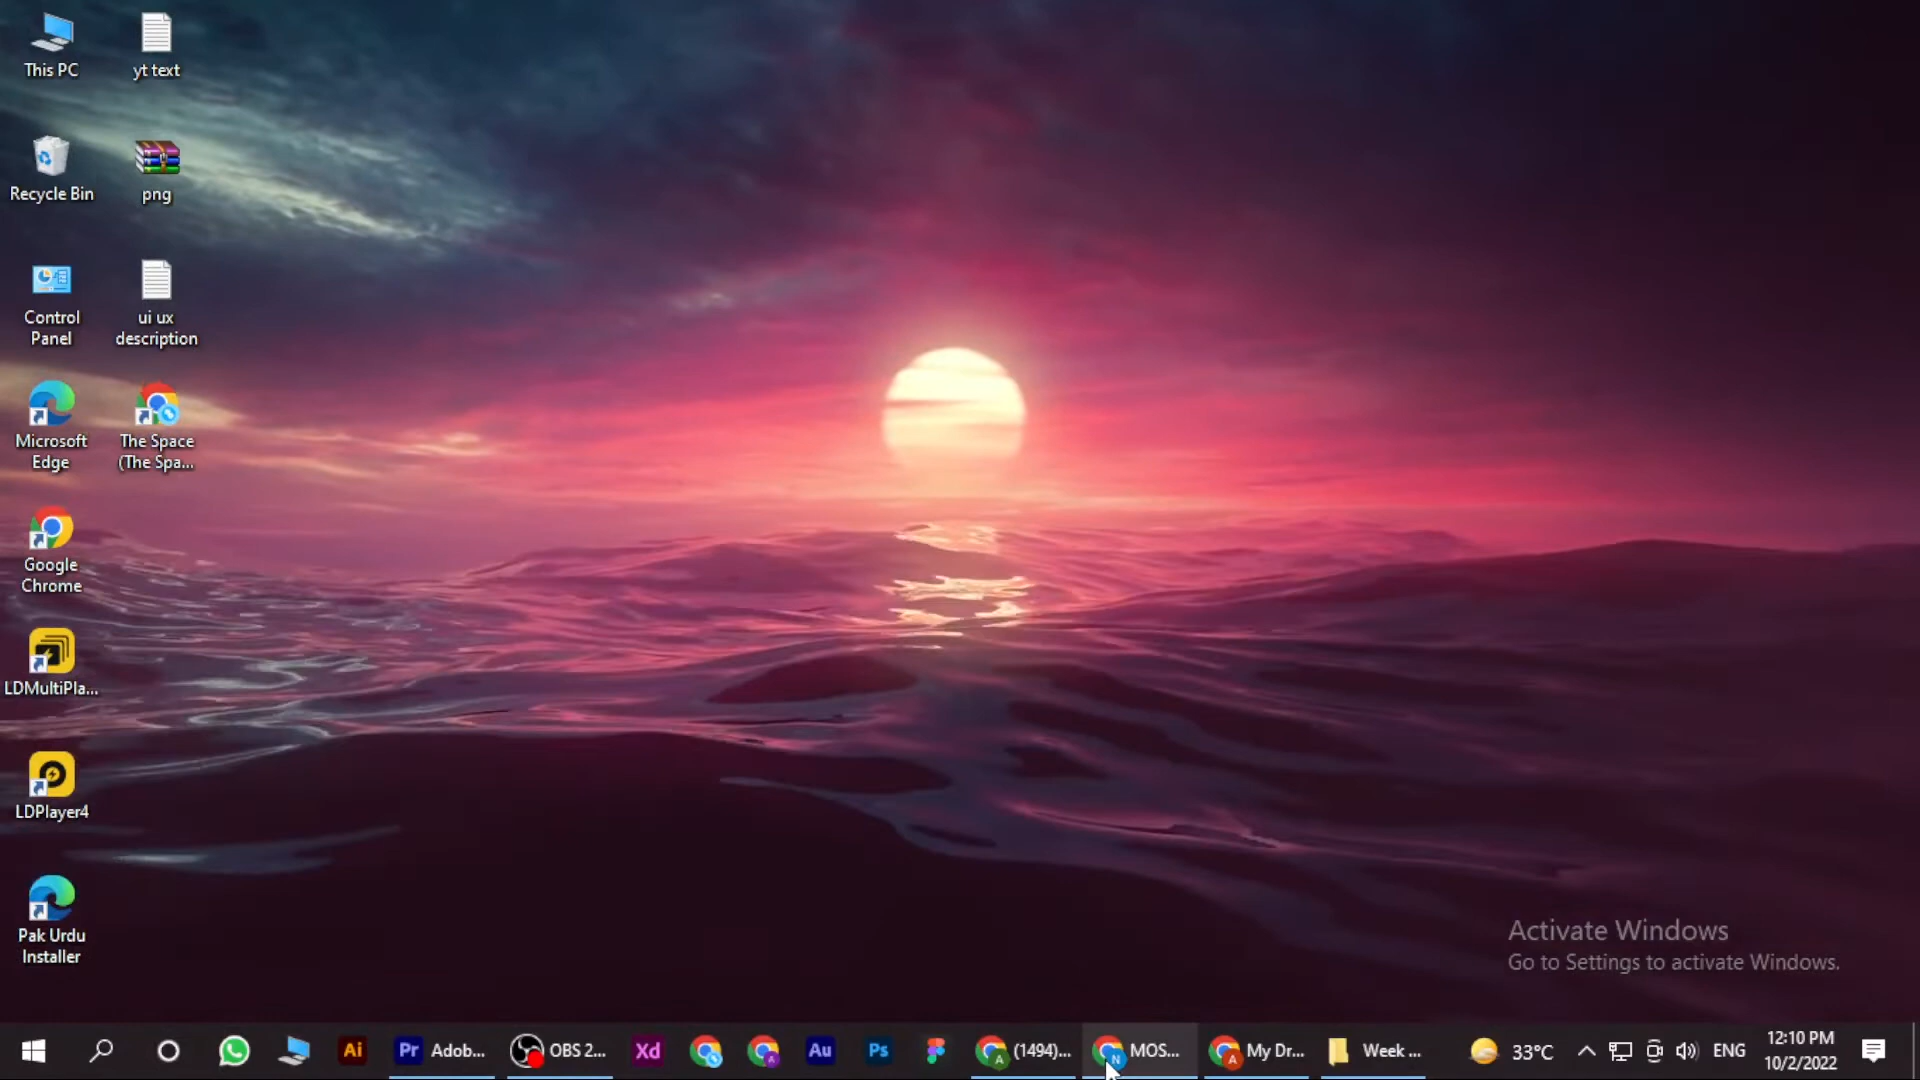 This PC
yt text
Recycle Bin
png
Control
Panel
ui ux
description
Microsoft
Edge
The Space
(The Spa...
Google
Chrome
LDMultiPla...
LDPlayer4
Pak Urdu
Installer
Activate Windows
Go to Settings to activate Windows.
Ai
Pr
Adob...
OBS 2...
Xd
Au
Ps
A
(1494)...
N
MOS...
A
My Dr...
Week ...
33°C
ENG
12:10 PM
10/2/2022